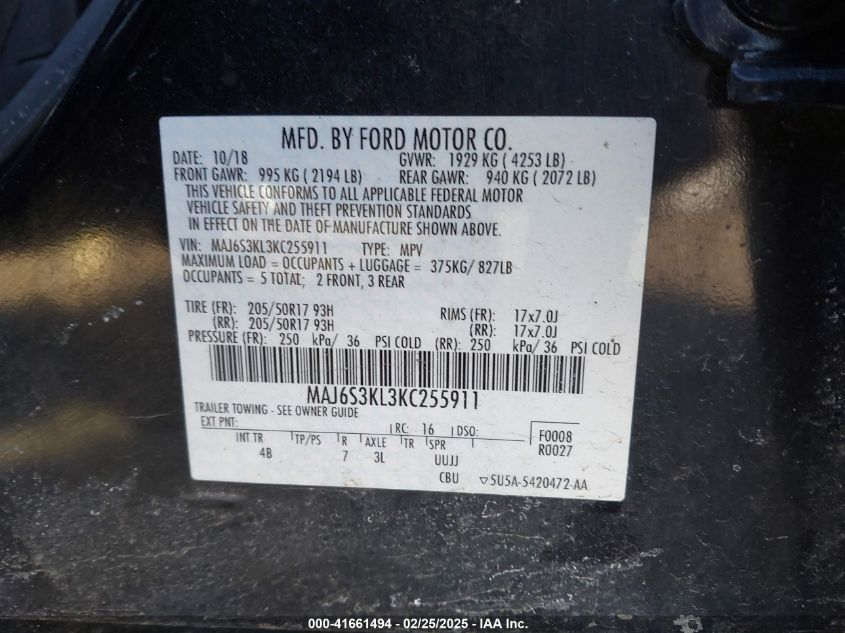 MFD. BY FORD MOTOR CO.
DATE: 10/18 GVWR: 1929 KG ( 4253 LB)
FRONT GAWR: 995 KG ( 2194 LB) REAR GAWR: 940 KG ( 2072 LB)
THIS VEHICLE CONFORMS TO ALL APPLICABLE FEDERAL MOTOR
VEHICLE SAFETY AND THEFT PREVENTION STANDARDS
IN EFFECT ON THE DATE OF MANUFACTURE SHOWN ABOVE.
VIN: MAJ6S3KL3KC255911 TYPE: MPV
MAXIMUM LOAD = OCCUPANTS + LUGGAGE = 375KG/ 827LB
OCCUPANTS = 5 TOTAL; 2 FRONT, 3 REAR
TIRE (FR): 205/50R17 93H RIMS (FR): 17x7.0J
(RR): 205/50R17 93H (RR): 17x7.0J
PRESSURE (FR): 250 kPa/ 36 PSI COLD (RR): 250 kPa/ 36 PSI COLD
MAJ6S3KL3KC255911
TRAILER TOWING - SEE OWNER GUIDE
EXT PNT: RC: 16 DSO: F0008
R0027
INT TR TP/PS R AXLE TR SPR
4B 7 3L UUJJ
CBU ▽5U5A-5420472-AA
000-41661494 - 02/25/2025 - IAA Inc.